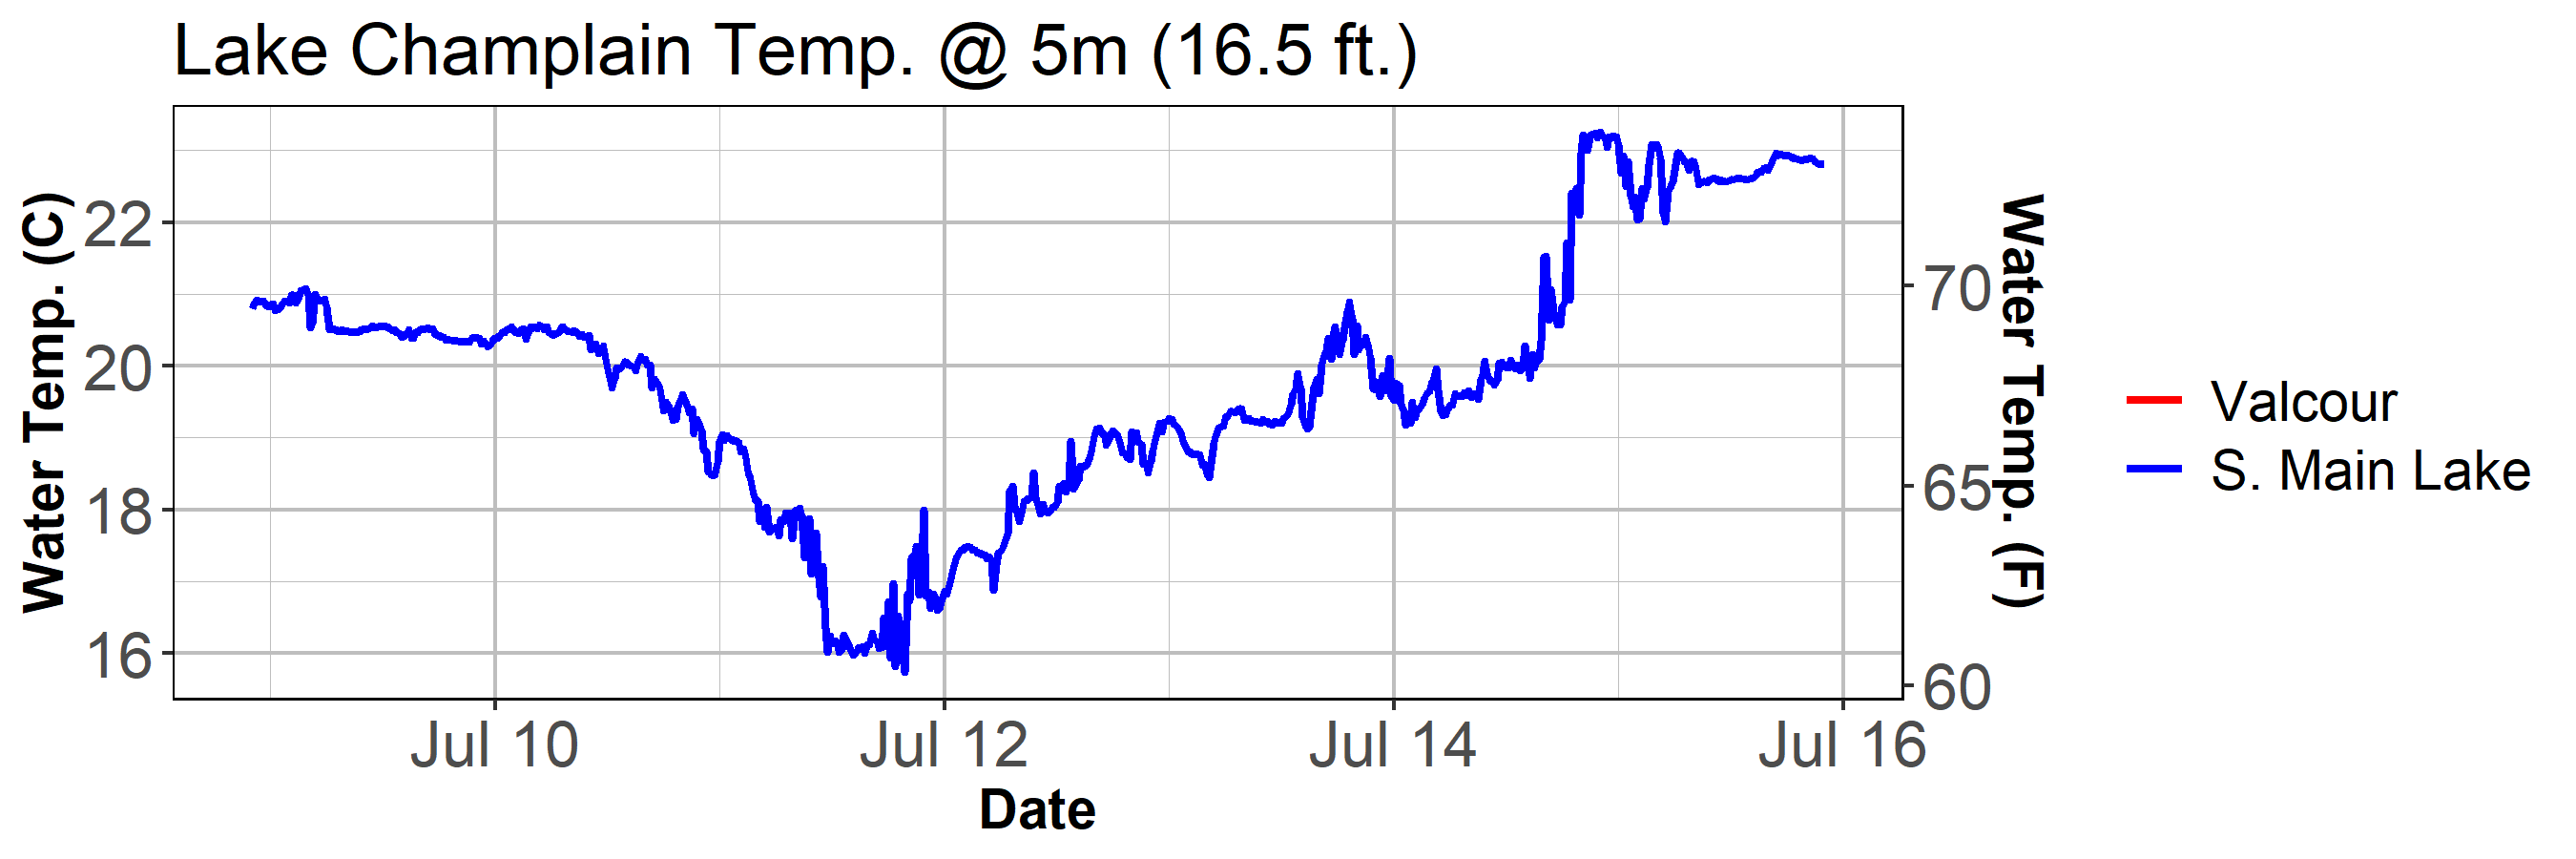 Lake Champlain Temp. @ 5m (16.5 ft.)
Water Temp. (C)
22
20
18
16
70
65
60
Water Temp. (F)
Jul 10
Jul 12
Jul 14
Jul 16
Date
Valcour
S. Main Lake